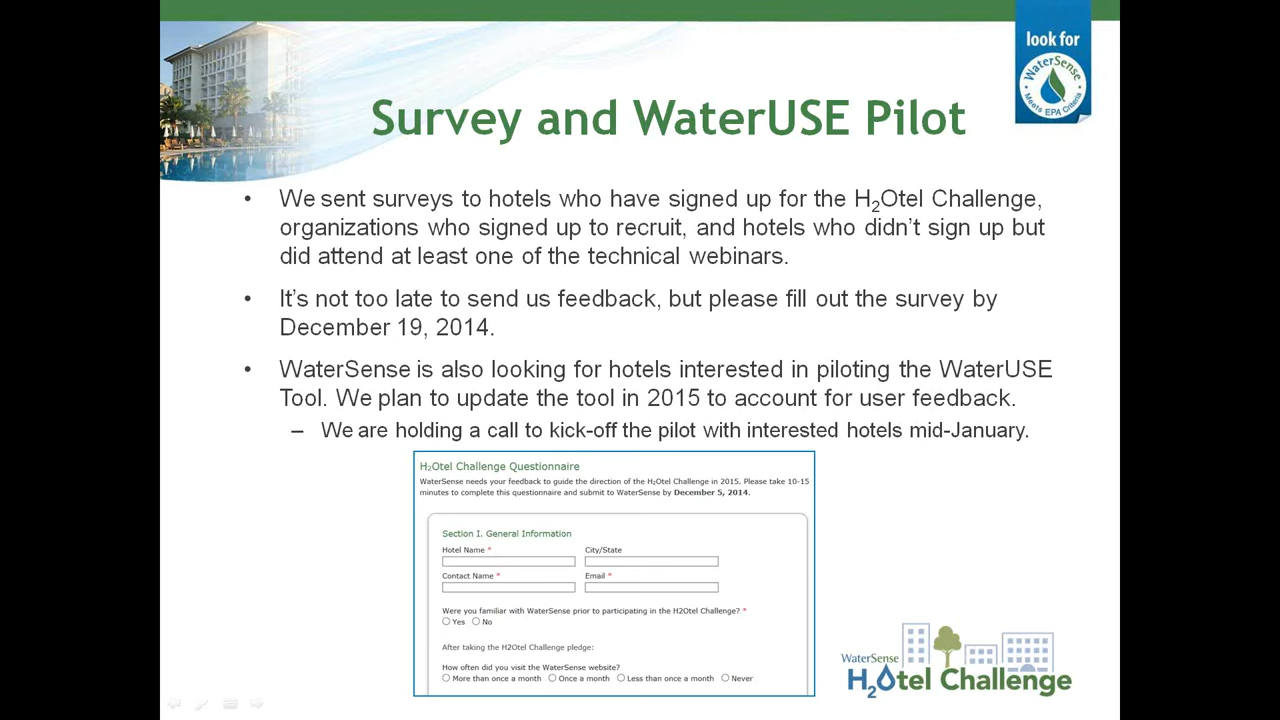 look for
WaterSense
Meets EPA Criteria
Survey and WaterUSE Pilot
• We sent surveys to hotels who have signed up for the H2Otel Challenge,
organizations who signed up to recruit, and hotels who didn't sign up but
did attend at least one of the technical webinars.
• It's not too late to send us feedback, but please fill out the survey by
December 19, 2014.
• WaterSense is also looking for hotels interested in piloting the WaterUSE
Tool. We plan to update the tool in 2015 to account for user feedback.
– We are holding a call to kick-off the pilot with interested hotels mid-January.
H2Otel Challenge Questionnaire
WaterSense needs your feedback to guide the direction of the H2Otel Challenge in 2015. Please take 10-15
minutes to complete this questionnaire and submit to WaterSense by December 5, 2014.
Section I. General Information
Hotel Name * City/State
Contact Name * Email *
Were you familiar with WaterSense prior to participating in the H2Otel Challenge? *
Yes No
After taking the H2Otel Challenge pledge:
How often did you visit the WaterSense website?
More than once a month Once a month Less than once a month Never
WaterSense
H2Otel Challenge